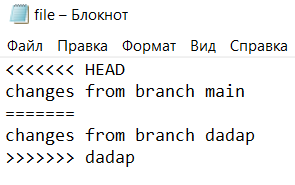 file – Блокнот
Файл Правка Формат Вид Справка
<<<<<<< HEAD
changes from branch main
=======
changes from branch dadap
>>>>>>> dadap